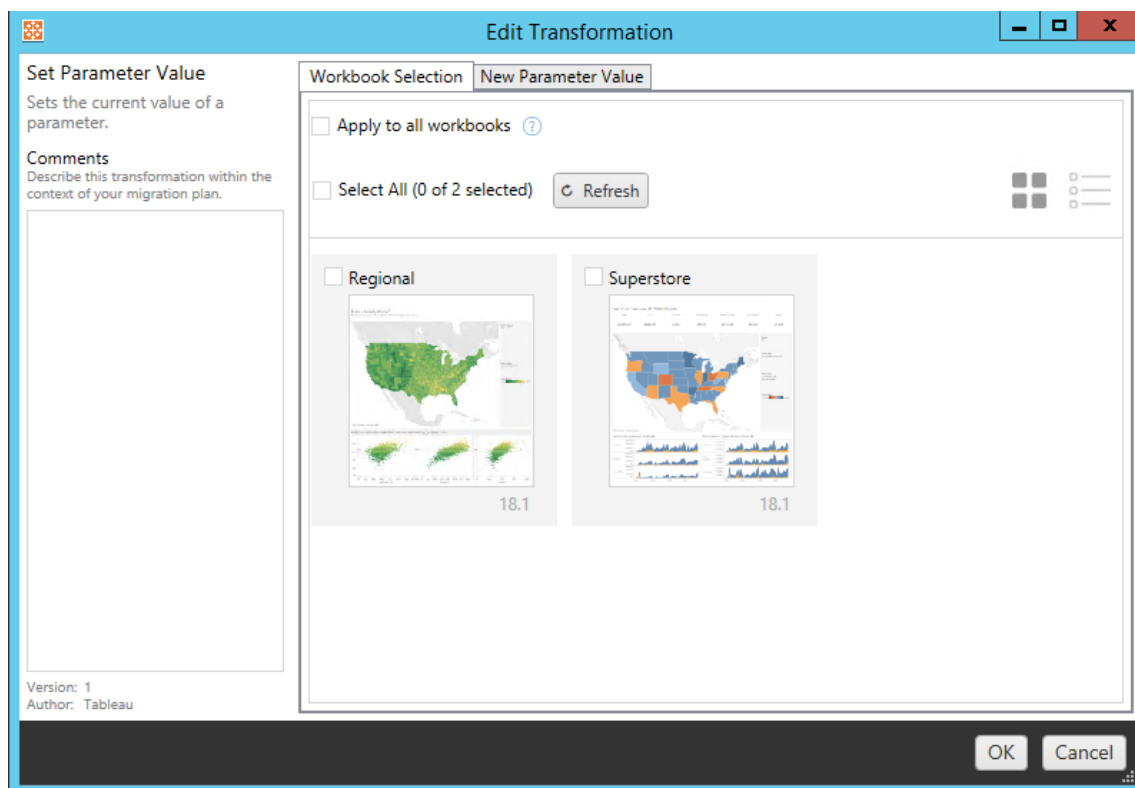 Edit Transformation
Set Parameter Value
Sets the current value of a
parameter.
Comments
Describe this transformation within the
context of your migration plan.
Version: 1
Author: Tableau
Workbook Selection
New Parameter Value
Apply to all workbooks ?
Select All (0 of 2 selected)
Refresh
Regional
18.1
Superstore
18.1
OK
Cancel